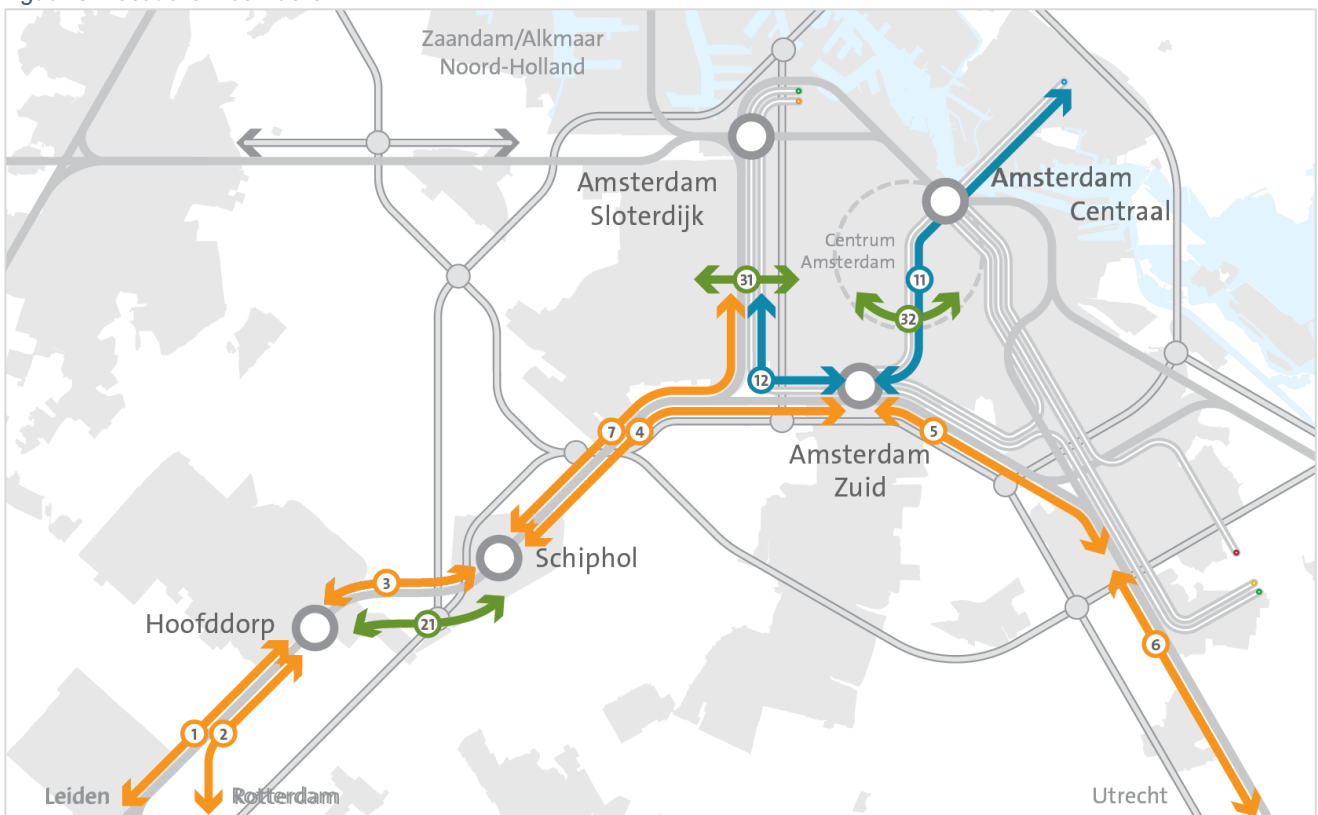 Zaandam/Alkmaar
Noord-Holland
Amsterdam
Sloterdijk
Amsterdam
Centraal
Centrum
Amsterdam
31
11
32
12
7
4
5
Amsterdam
Zuid
Schiphol
3
Hoofddorp
21
6
1
2
Leiden
Rotterdam
Utrecht